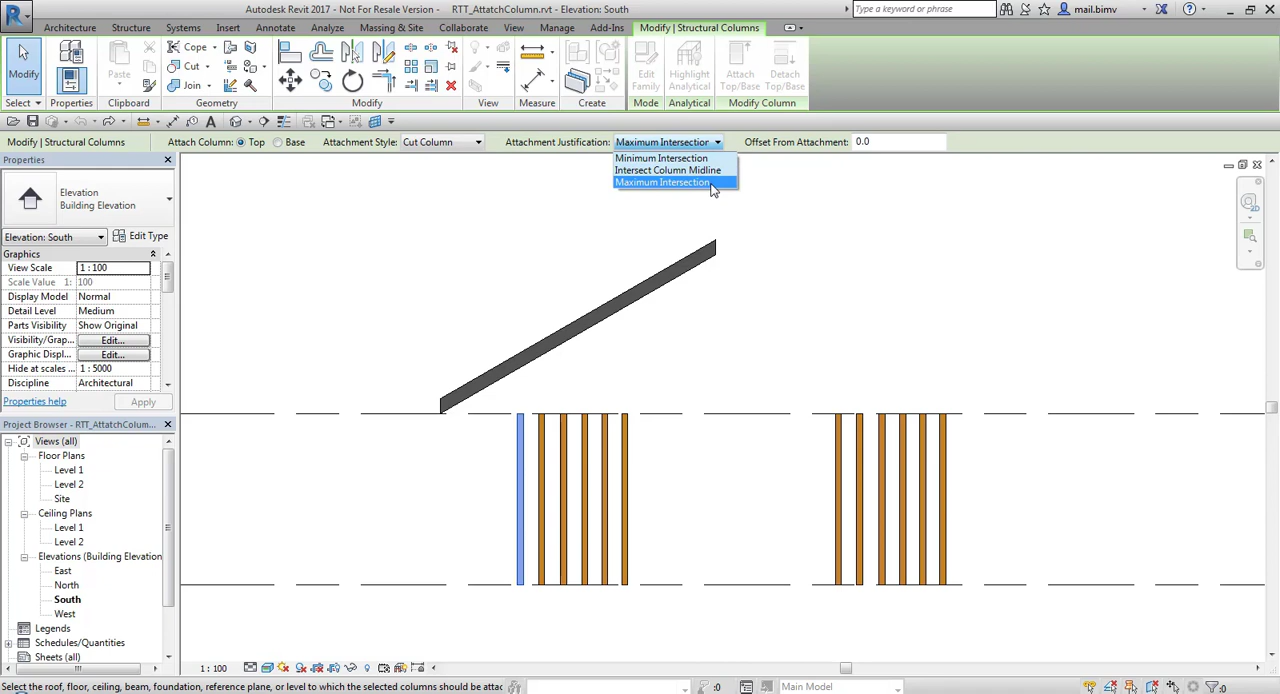 Autodesk Revit 2017 - Not For Resale Version -    RTT_AttatchColumn.rvt - Elevation: South
Type a keyword or phrase
mail.bimv
Architecture Structure Systems Insert Annotate Analyze Massing & Site Collaborate View Manage Add-Ins Modify | Structural Columns
Modify
Paste
Cope
Cut
Join
Edit Family
Highlight Analytical
Attach Top/Base
Detach Top/Base
Select Properties Clipboard Geometry Modify View Measure Create Mode Analytical Modify Column
Modify | Structural Columns Attach Column: Top Base Attachment Style: Cut Column Attachment Justification: Maximum Intersection Offset From Attachment: 0.0
Minimum Intersection
Intersect Column Midline
Maximum Intersection
Properties
Elevation
Building Elevation
Elevation: South Edit Type
Graphics
View Scale 1 : 100
Scale Value 1: 100
Display Model Normal
Detail Level Medium
Parts Visibility Show Original
Visibility/Grap... Edit...
Graphic Displ... Edit...
Hide at scales ... 1 : 5000
Discipline Architectural
Properties help Apply
Project Browser - RTT_AttatchColum...
Views (all)
Floor Plans
Level 1
Level 2
Site
Ceiling Plans
Level 1
Level 2
Elevations (Building Elevation
East
North
South
West
Legends
Schedules/Quantities
Sheets (all)
1 : 100
Select the roof, floor, ceiling, beam, foundation, reference plane, or level to which the selected columns should be attac
:0
Main Model
:0